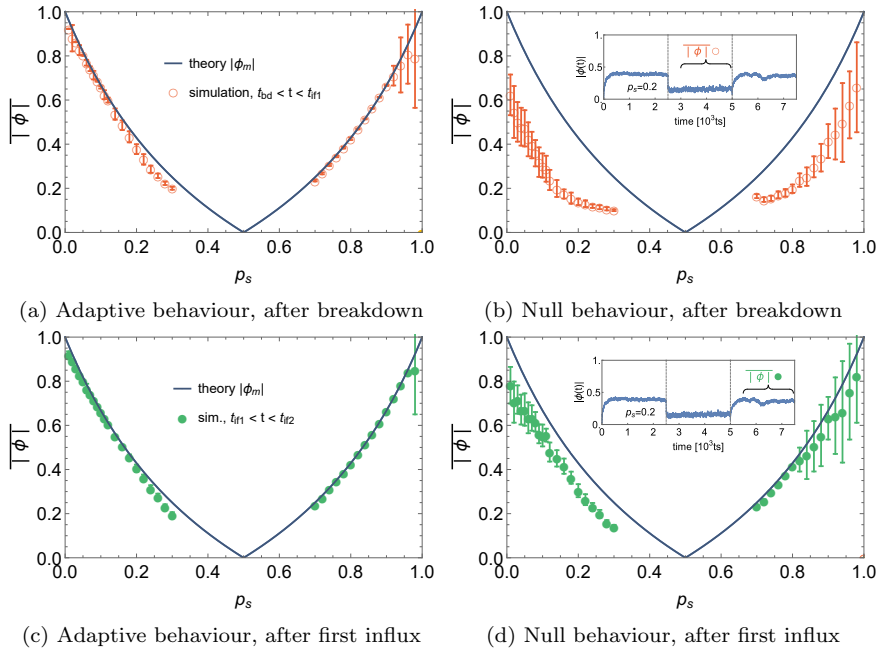 1.0
0.8
0.6
0.4
0.2
0.0
|ϕ|
theory |ϕm|
simulation, tbd < t < tif1
0.0 0.2 0.4 0.6 0.8 1.0
ps
(a) Adaptive behaviour, after breakdown
1.0
0.8
0.6
0.4
0.2
0.0
|ϕ|
1
0.5
0
|ϕ(t)|
|ϕ|
ps=0.2
0 1 2 3 4 5 6 7
time [10³ts]
0.0 0.2 0.4 0.6 0.8 1.0
ps
(b) Null behaviour, after breakdown
1.0
0.8
0.6
0.4
0.2
0.0
|ϕ|
theory |ϕm|
sim., tif1 < t < tif2
0.0 0.2 0.4 0.6 0.8 1.0
ps
(c) Adaptive behaviour, after first influx
1.0
0.8
0.6
0.4
0.2
0.0
|ϕ|
1
0.5
0
|ϕ(t)|
|ϕ|
ps=0.2
0 1 2 3 4 5 6 7
time [10³ts]
0.0 0.2 0.4 0.6 0.8 1.0
ps
(d) Null behaviour, after first influx